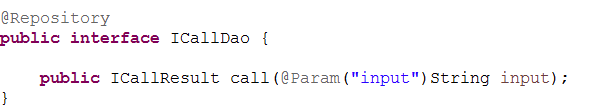 @Repository
public interface ICallDao {
public ICallResult call(@Param("input")String input);
}